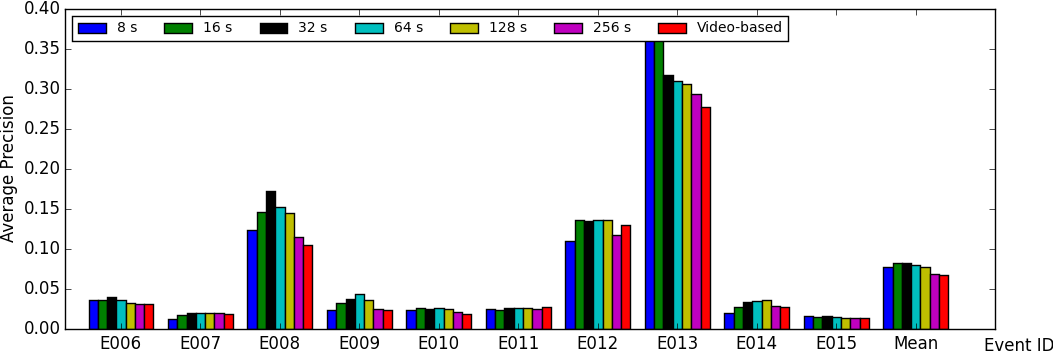 0.40
8 s 16 s 32 s 64 s 128 s 256 s Video-based
0.35
0.30
0.25
0.20
0.15
0.10
0.05
0.00
Average Precision
E006 E007 E008 E009 E010 E011 E012 E013 E014 E015 Mean
Event ID